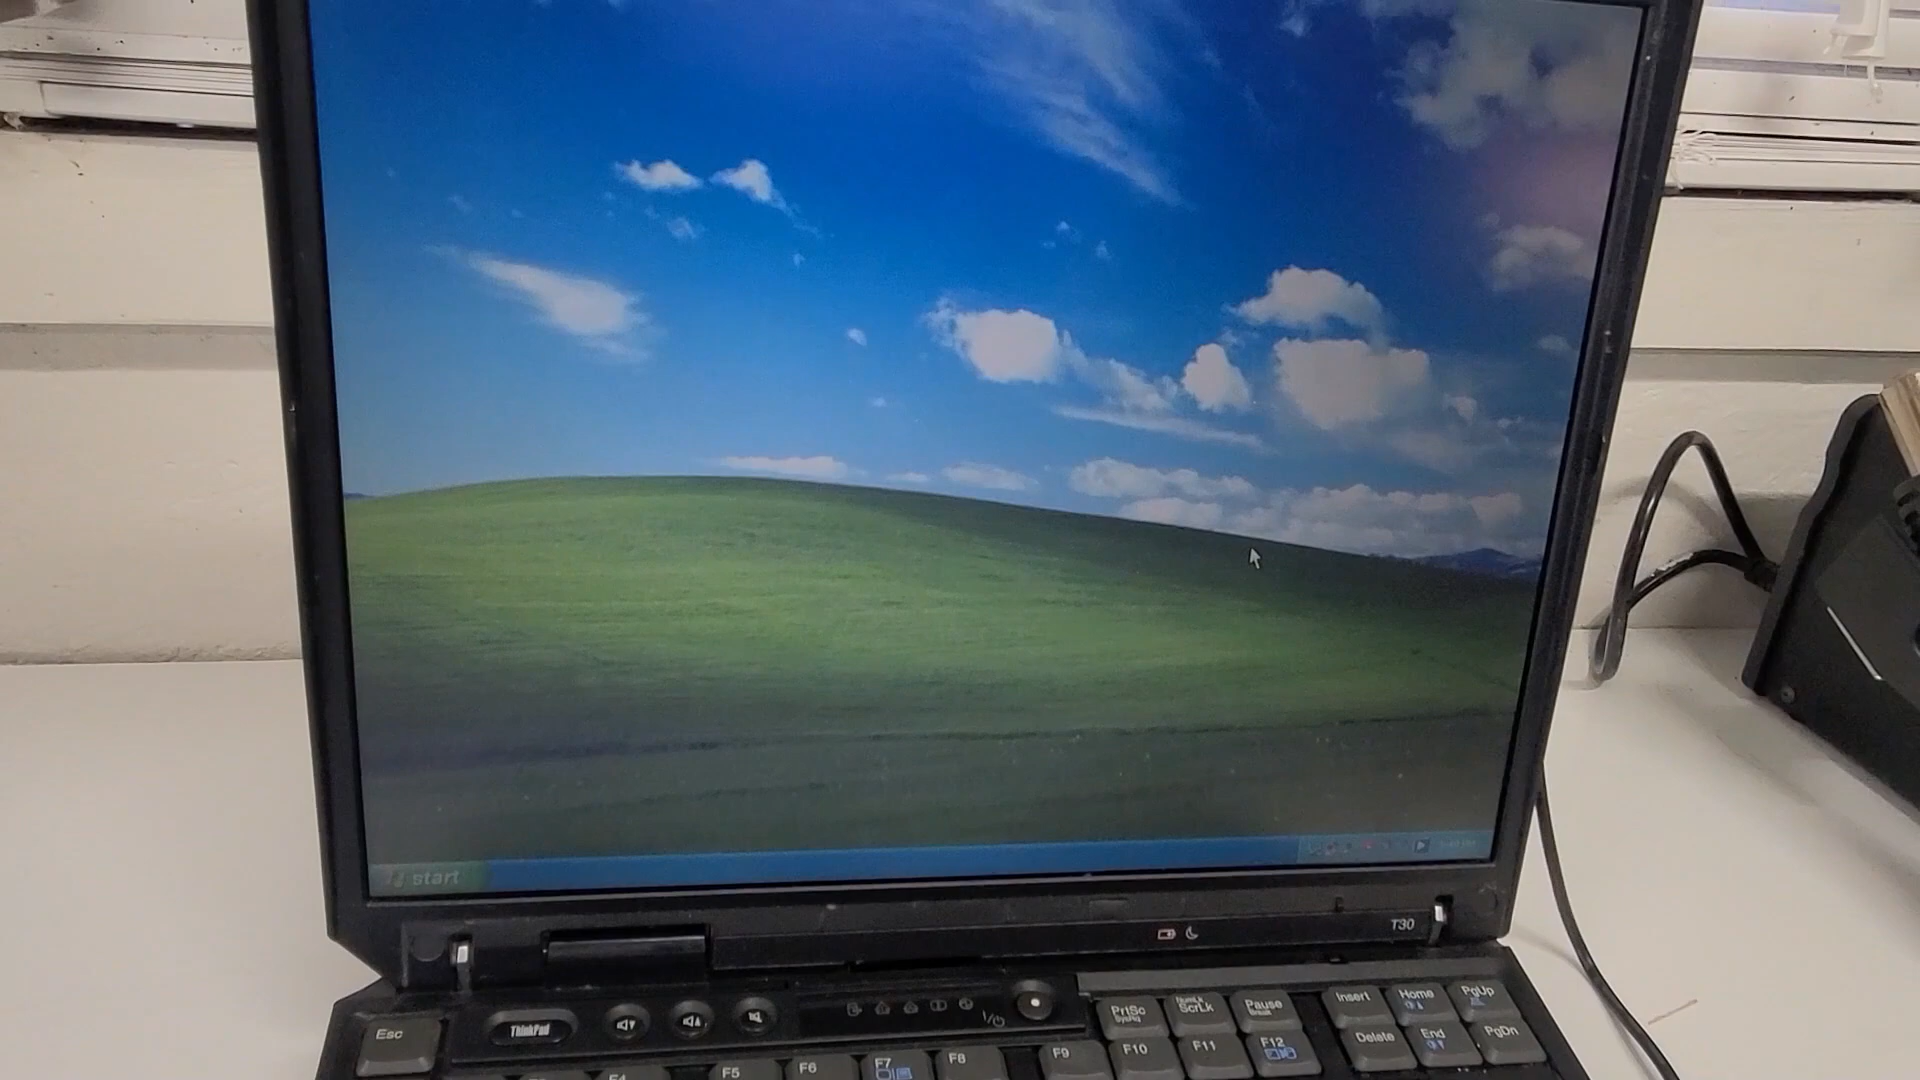 start
T30
ThinkPad
Esc
PrtSc
SysRq
NumLk
ScrLk
Pause
Break
Insert
Home
PgUp
Delete
End
PgDn
F5
F6
F7
F8
F9
F10
F11
F12